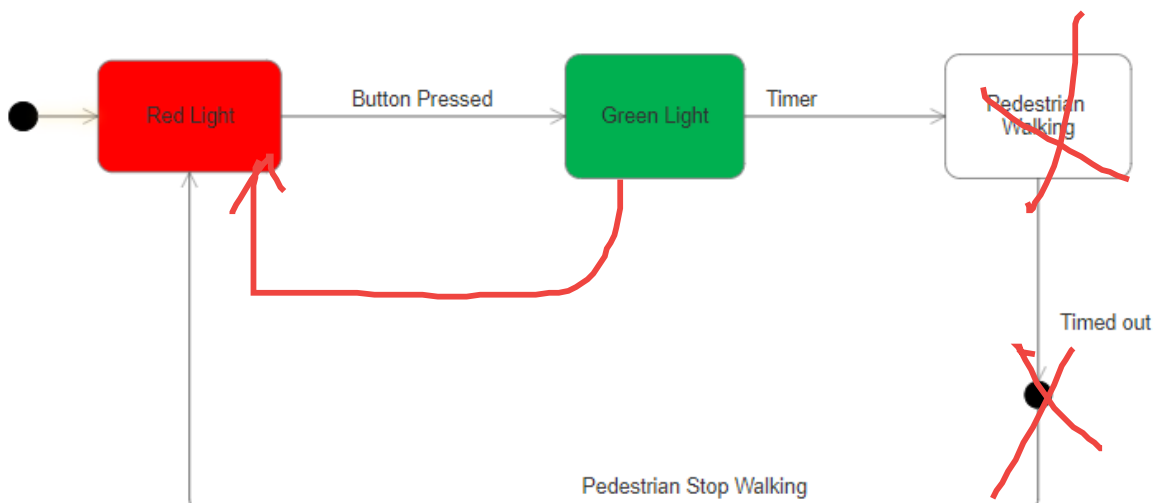 Red Light
Button Pressed
Green Light
Timer
Pedestrian
Walking
Timed out
Pedestrian Stop Walking